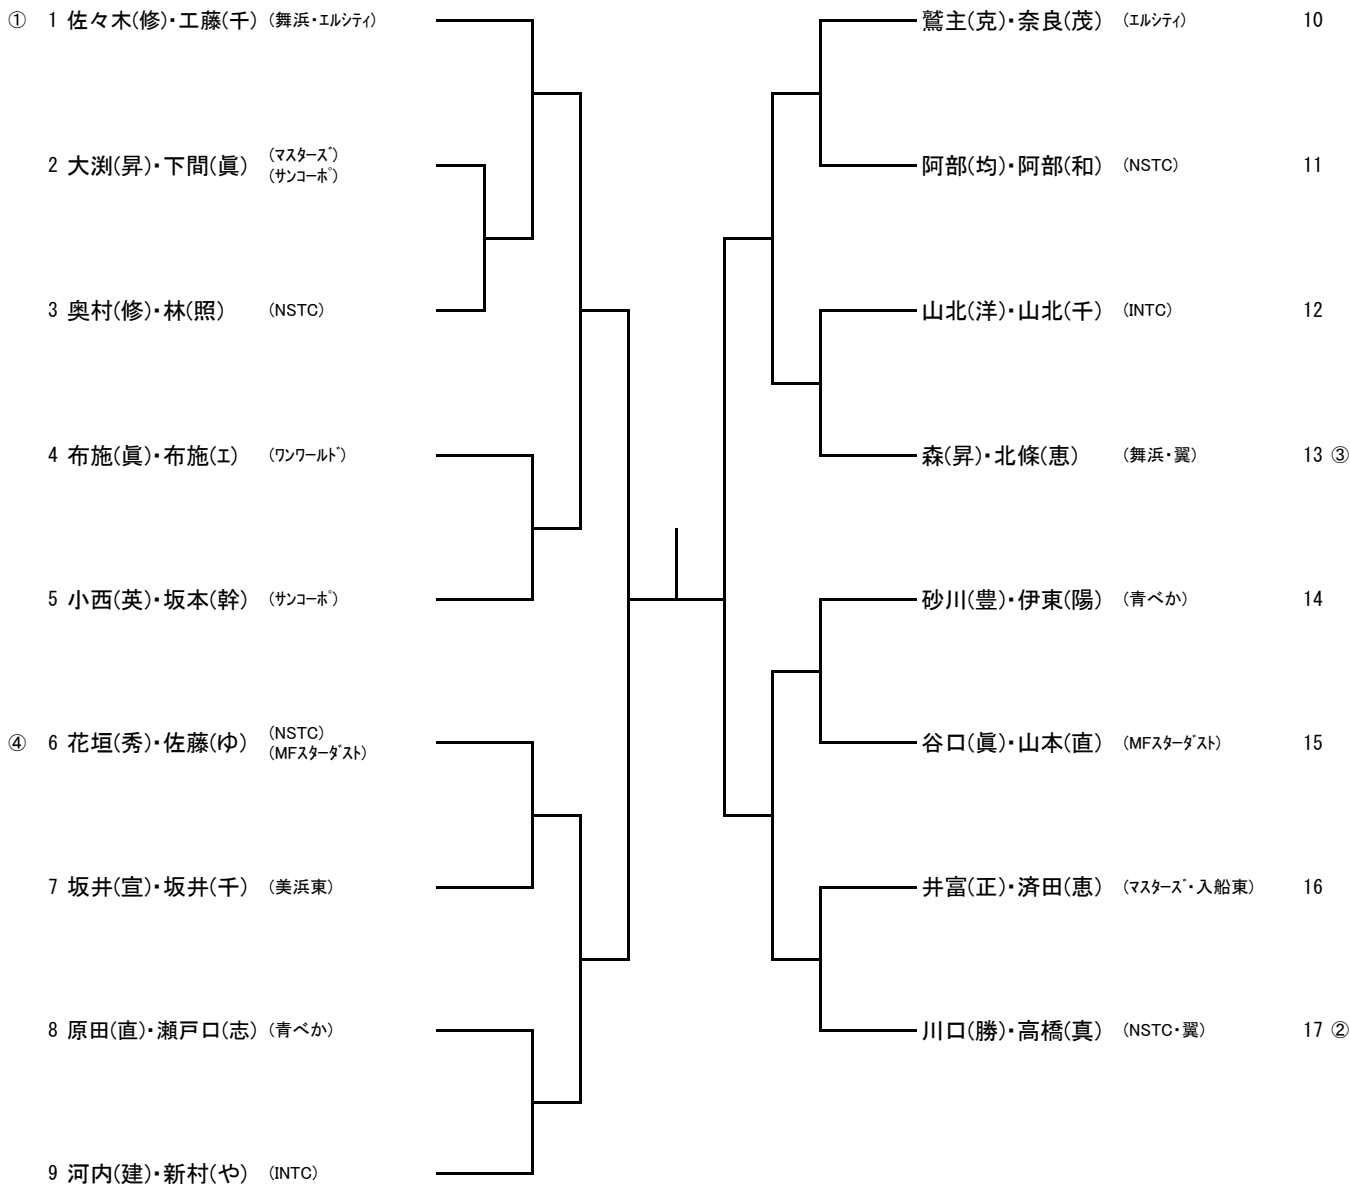 ① 1 佐々木(修)・工藤(千) (舞浜・ｴﾙｼﾃｨ)
2 大渕(昇)・下間(眞) (ﾏｽﾀｰｽﾞ)
(ｻﾝｺｰﾎﾟ)
3 奥村(修)・林(照) (NSTC)
4 布施(眞)・布施(ｴ) (ﾜﾝﾜｰﾙﾄﾞ)
5 小西(英)・坂本(幹) (ｻﾝｺｰﾎﾟ)
④ 6 花垣(秀)・佐藤(ゆ) (NSTC)
(MFｽﾀｰﾀﾞｽﾄ)
7 坂井(宣)・坂井(千) (美浜東)
8 原田(直)・瀬戸口(志) (青べか)
9 河内(建)・新村(や) (INTC)
鷲主(克)・奈良(茂) (ｴﾙｼﾃｨ) 10
阿部(均)・阿部(和) (NSTC) 11
山北(洋)・山北(千) (INTC) 12
森(昇)・北條(恵) (舞浜・翼) 13 ③
砂川(豊)・伊東(陽) (青べか) 14
谷口(眞)・山本(直) (MFｽﾀｰﾀﾞｽﾄ) 15
井富(正)・済田(恵) (ﾏｽﾀｰｽﾞ・入船東) 16
川口(勝)・高橋(真) (NSTC・翼) 17 ②